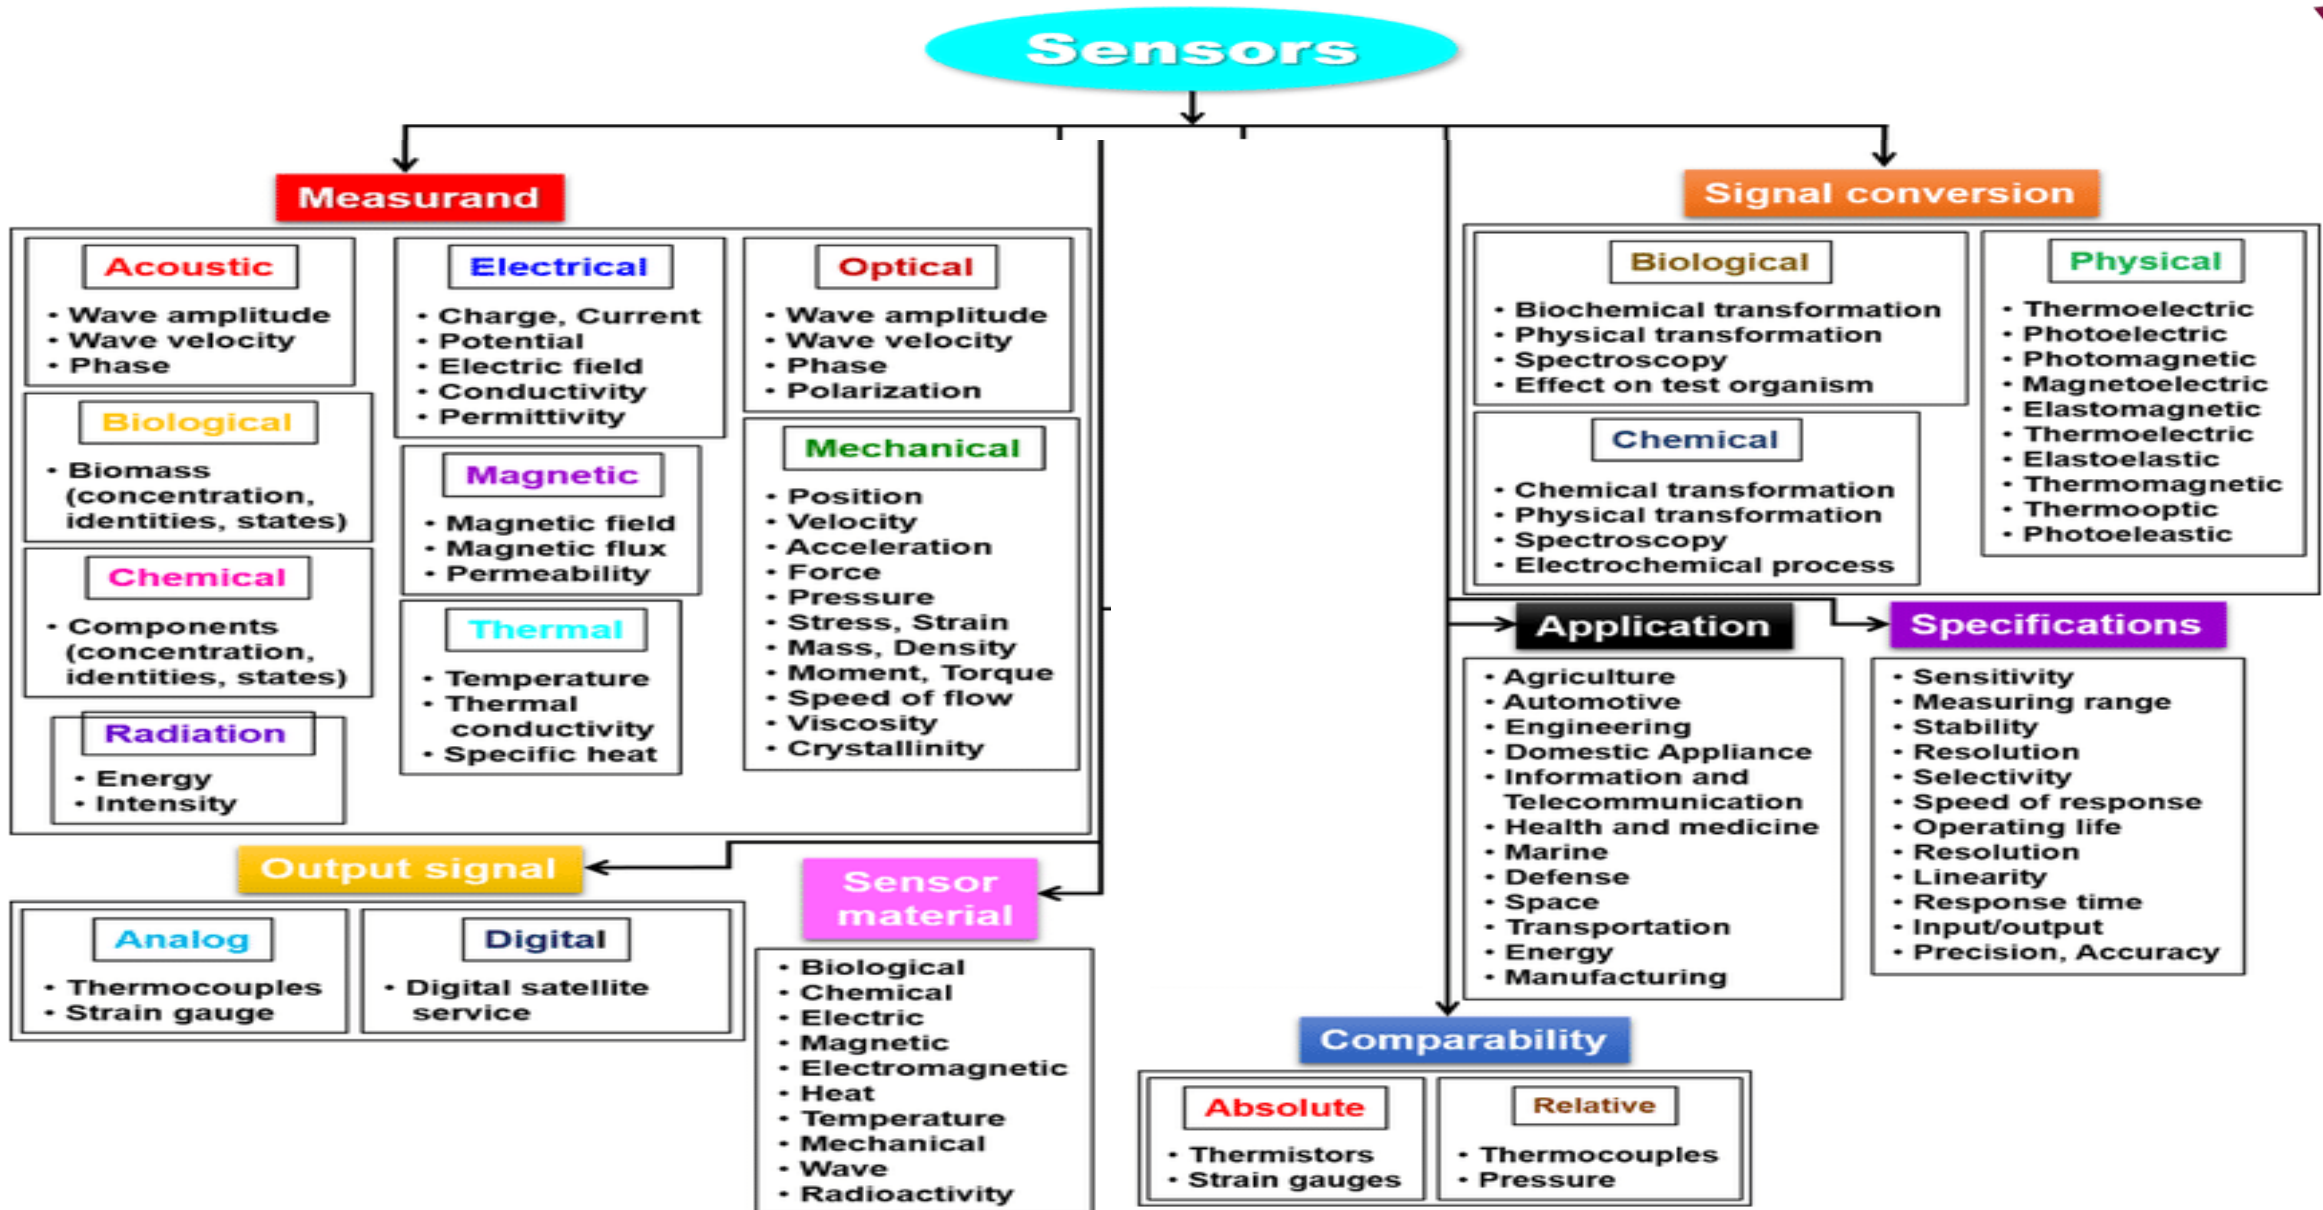 Sensors
Measurand
Acoustic
• Wave amplitude
• Wave velocity
• Phase
Biological
• Biomass
(concentration,
identities, states)
Chemical
• Components
(concentration,
identities, states)
Radiation
• Energy
• Intensity
Electrical
• Charge, Current
• Potential
• Electric field
• Conductivity
• Permittivity
Magnetic
• Magnetic field
• Magnetic flux
• Permeability
Thermal
• Temperature
• Thermal
conductivity
• Specific heat
Optical
• Wave amplitude
• Wave velocity
• Phase
• Polarization
Mechanical
• Position
• Velocity
• Acceleration
• Force
• Pressure
• Stress, Strain
• Mass, Density
• Moment, Torque
• Speed of flow
• Viscosity
• Crystallinity
Output signal
Analog
• Thermocouples
• Strain gauge
Digital
• Digital satellite
service
Sensor
material
• Biological
• Chemical
• Electric
• Magnetic
• Electromagnetic
• Heat
• Temperature
• Mechanical
• Wave
• Radioactivity
Signal conversion
Biological
• Biochemical transformation
• Physical transformation
• Spectroscopy
• Effect on test organism
Chemical
• Chemical transformation
• Physical transformation
• Spectroscopy
• Electrochemical process
Physical
• Thermoelectric
• Photoelectric
• Photomagnetic
• Magnetoelectric
• Elastomagnetic
• Thermoelectric
• Elastoelastic
• Thermomagnetic
• Thermooptic
• Photoeleastic
Application
• Agriculture
• Automotive
• Engineering
• Domestic Appliance
• Information and
Telecommunication
• Health and medicine
• Marine
• Defense
• Space
• Transportation
• Energy
• Manufacturing
Specifications
• Sensitivity
• Measuring range
• Stability
• Resolution
• Selectivity
• Speed of response
• Operating life
• Resolution
• Linearity
• Response time
• Input/output
• Precision, Accuracy
Comparability
Absolute
• Thermistors
• Strain gauges
Relative
• Thermocouples
• Pressure